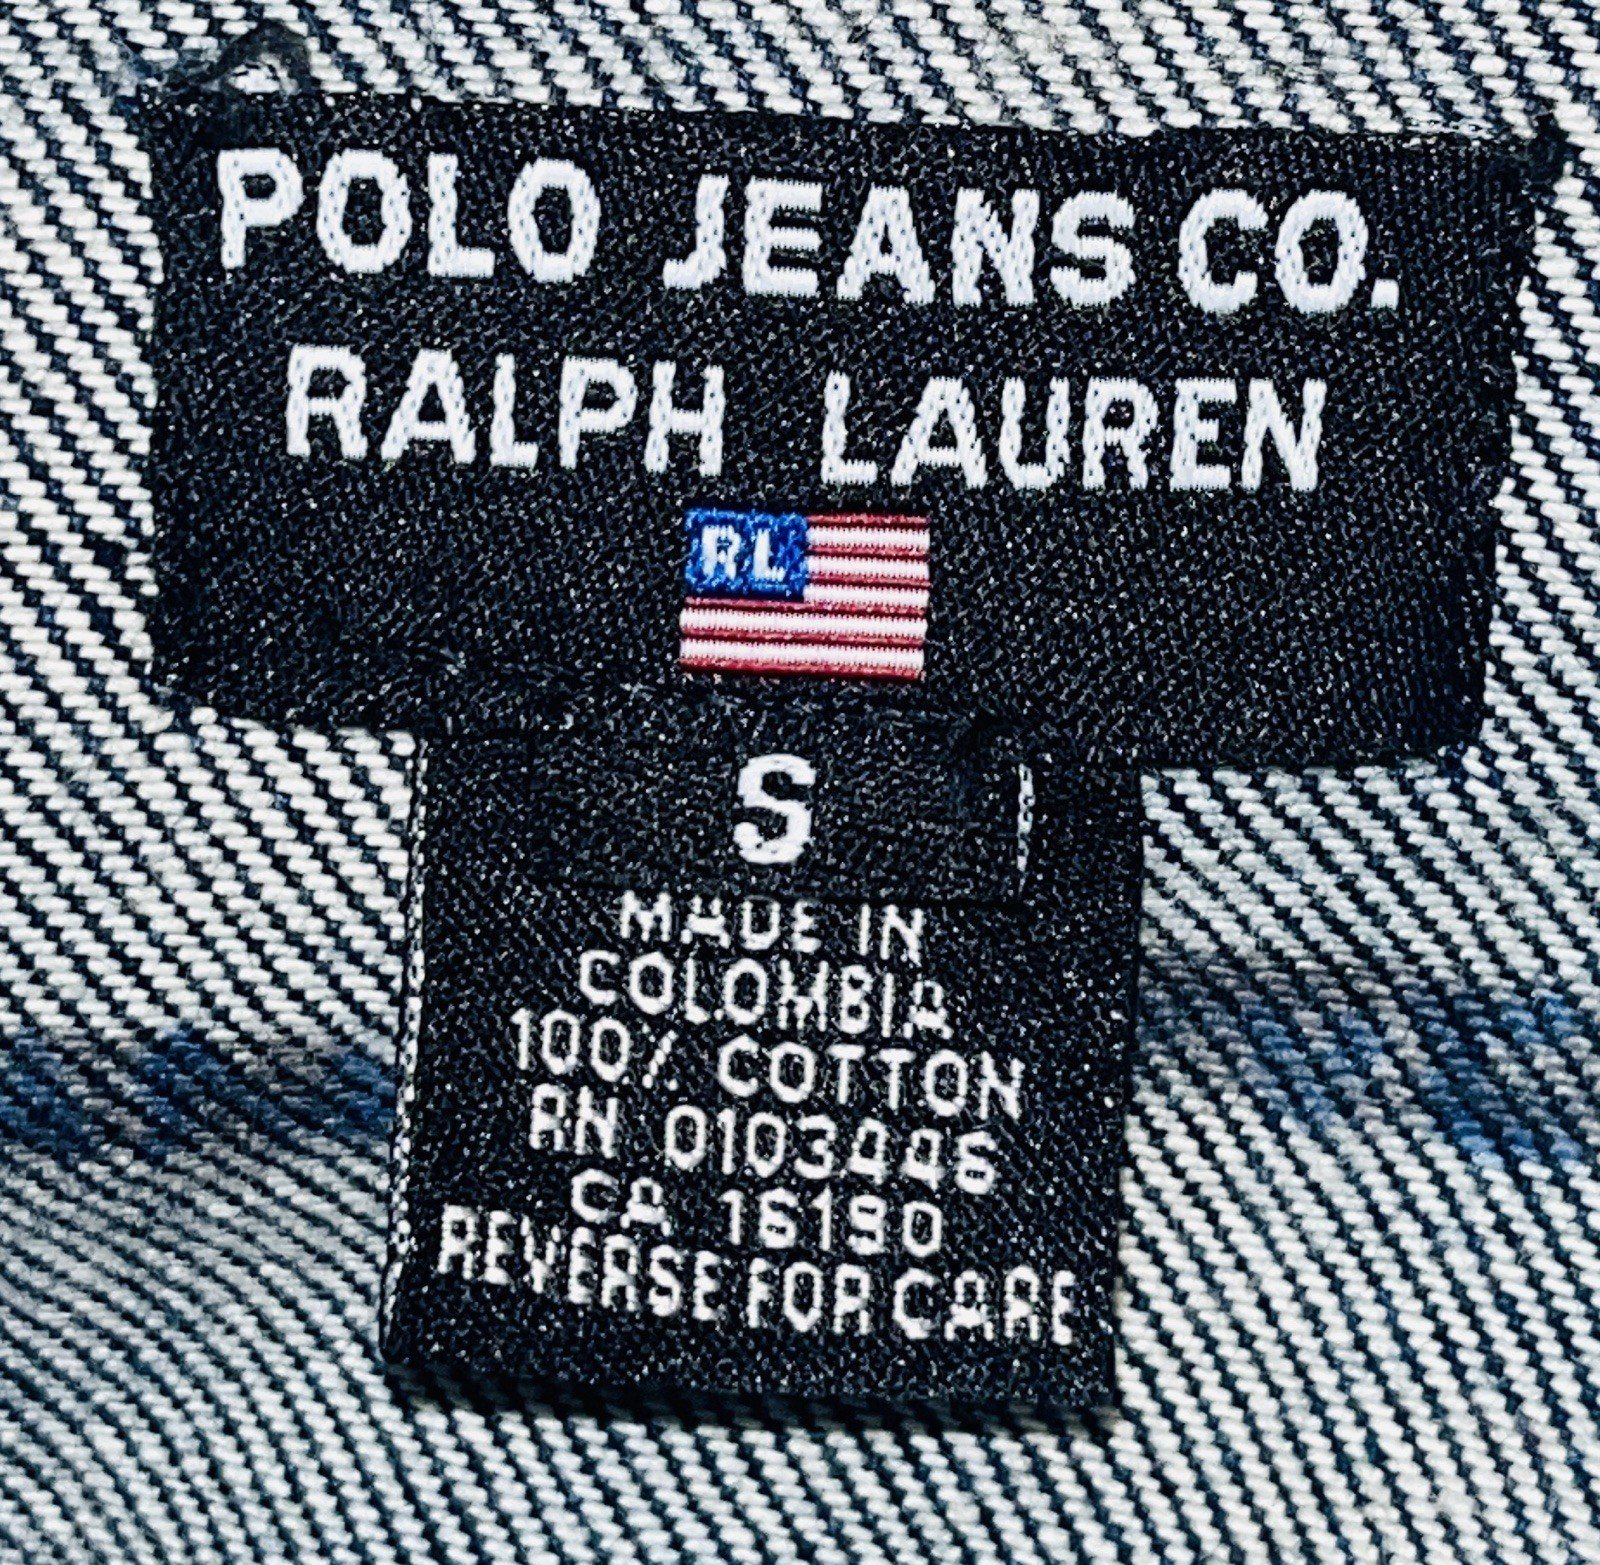 POLO JEANS CO.
RALPH LAUREN
RL
S
MADE IN
COLOMBIA
100% COTTON
RN 0103446
CA 16190
REVERSE FOR CARE